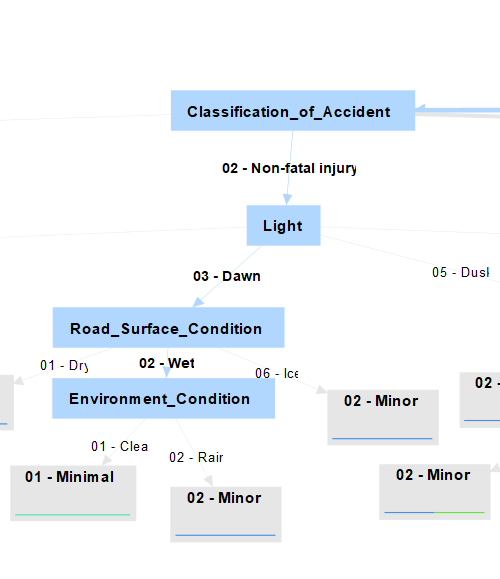 Classification_of_Accident
02 - Non-fatal injury
Light
03 - Dawn
05 - Dusk
Road_Surface_Condition
01 - Dry
02 - Wet
06 - Ice
02 -
Environment_Condition
02 - Minor
01 - Clea
02 - Rair
01 - Minimal
02 - Minor
02 - Minor